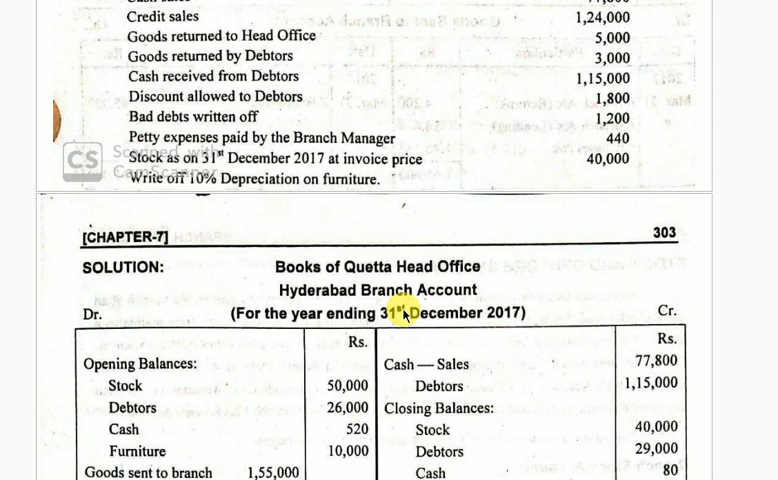 Credit sales 1,24,000
Goods returned to Head Office 5,000
Goods returned by Debtors 3,000
Cash received from Debtors 1,15,000
Discount allowed to Debtors 1,800
Bad debts written off 1,200
Petty expenses paid by the Branch Manager 440
Stock as on 31st December 2017 at invoice price 40,000
Write off 10% Depreciation on furniture.
CS Scanned with
CamScanner
[CHAPTER-7] 303
SOLUTION: Books of Quetta Head Office
Hyderabad Branch Account
Dr. (For the year ending 31st December 2017) Cr.
Rs. Rs.
Opening Balances: Cash — Sales 77,800
Stock 50,000 Debtors 1,15,000
Debtors 26,000 Closing Balances:
Cash 520 Stock 40,000
Furniture 10,000 Debtors 29,000
Goods sent to branch 1,55,000 Cash 80